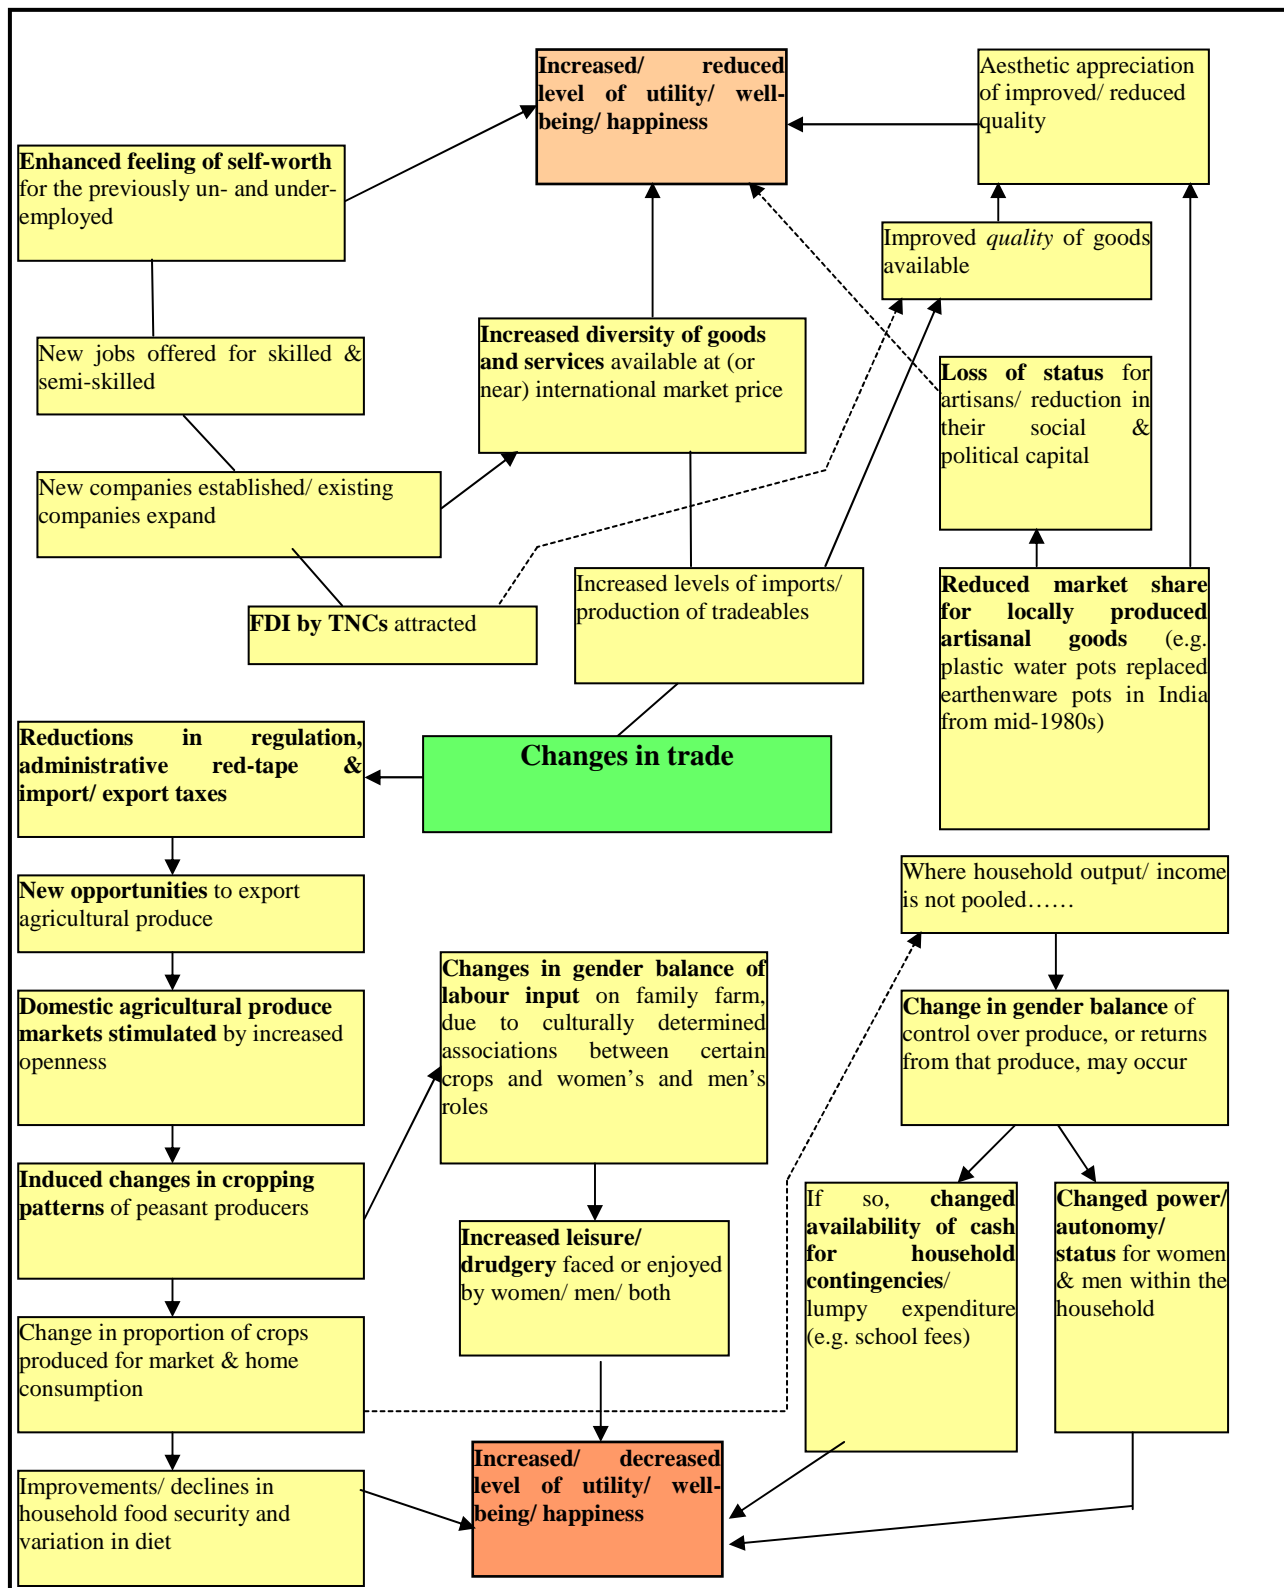 Increased/ reduced
level of utility/ well-
being/ happiness
Aesthetic appreciation
of improved/ reduced
quality
Enhanced feeling of self-worth
for the previously un- and under-
employed
Improved quality of goods
available
New jobs offered for skilled &
semi-skilled
Increased diversity of goods
and services available at (or
near) international market price
Loss of status for
artisans/ reduction in
their social &
political capital
New companies established/ existing
companies expand
FDI by TNCs attracted
Increased levels of imports/
production of tradeables
Reduced market share
for locally produced
artisanal goods (e.g.
plastic water pots replaced
earthenware pots in India
from mid-1980s)
Reductions in regulation,
administrative red-tape &
import/ export taxes
Changes in trade
New opportunities to export
agricultural produce
Where household output/ income
is not pooled……
Domestic agricultural produce
markets stimulated by increased
openness
Changes in gender balance of
labour input on family farm,
due to culturally determined
associations between certain
crops and women’s and men’s
roles
Change in gender balance of
control over produce, or returns
from that produce, may occur
Induced changes in cropping
patterns of peasant producers
Increased leisure/
drudgery faced or enjoyed
by women/ men/ both
If so, changed
availability of cash
for household
contingencies/
lumpy expenditure
(e.g. school fees)
Changed power/
autonomy/
status for women
& men within the
household
Change in proportion of crops
produced for market & home
consumption
Improvements/ declines in
household food security and
variation in diet
Increased/ decreased
level of utility/ well-
being/ happiness